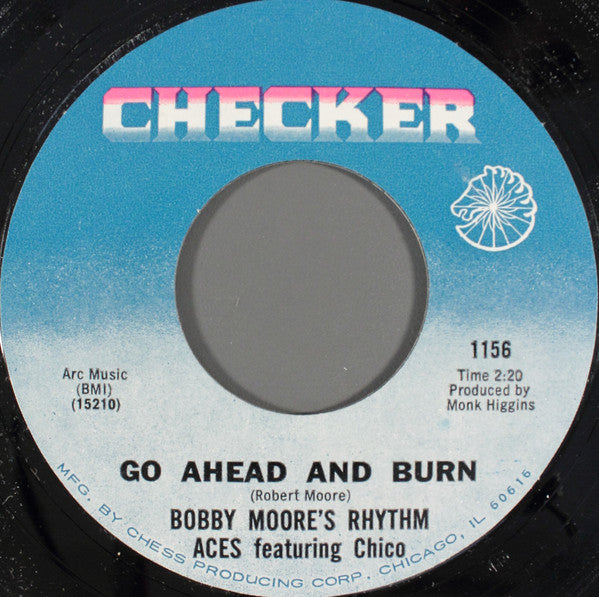 CHECKER
1156
Arc Music
(BMI)
(15210)
Time 2:20
Produced by
Monk Higgins
GO AHEAD AND BURN
(Robert Moore)
BOBBY MOORE'S RHYTHM
ACES featuring Chico
MFG. BY CHESS PRODUCING CORP. CHICAGO, IL 60616